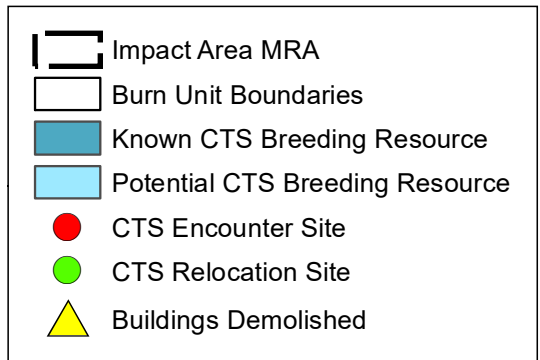 Impact Area MRA
Burn Unit Boundaries
Known CTS Breeding Resource
Potential CTS Breeding Resource
CTS Encounter Site
CTS Relocation Site
Buildings Demolished